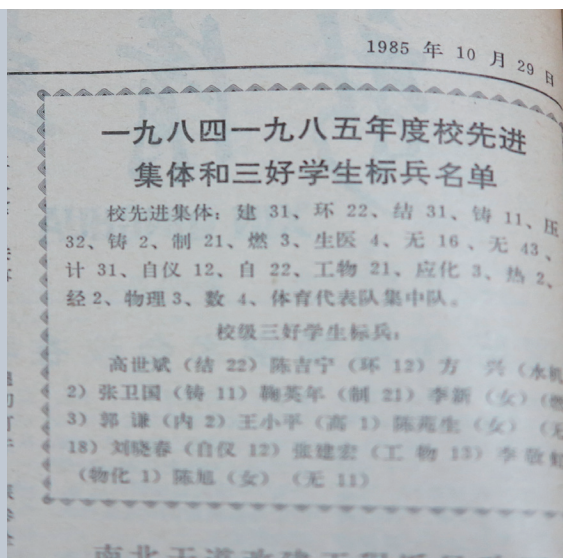 1985 年 10 月 29 日
一九八四一九八五年度校先进
集体和三好学生标兵名单
校先进集体：建 31、环 22、结 31、铸 11、压
32、铸 2、制 21、燃 3、生医 4、无 16、无 43、
计 31、自仪 12、自 22、工物 21、应化 3、热 2、
经 2、物理 3、数 4、体育代表队集中队。
校级三好学生标兵：
高世斌（结 22）陈吉宁（环 12）方 兴（水机
2）张卫国（铸 11）鞠英年（制 21）李新（女）（物
3）郭 谦（内 2）王小平（高 1）陈苑生（女）（无
18）刘晓春（自仪 12）张建宏（工 物 13）李敬
（物化 1）陈旭（女）（无 11）